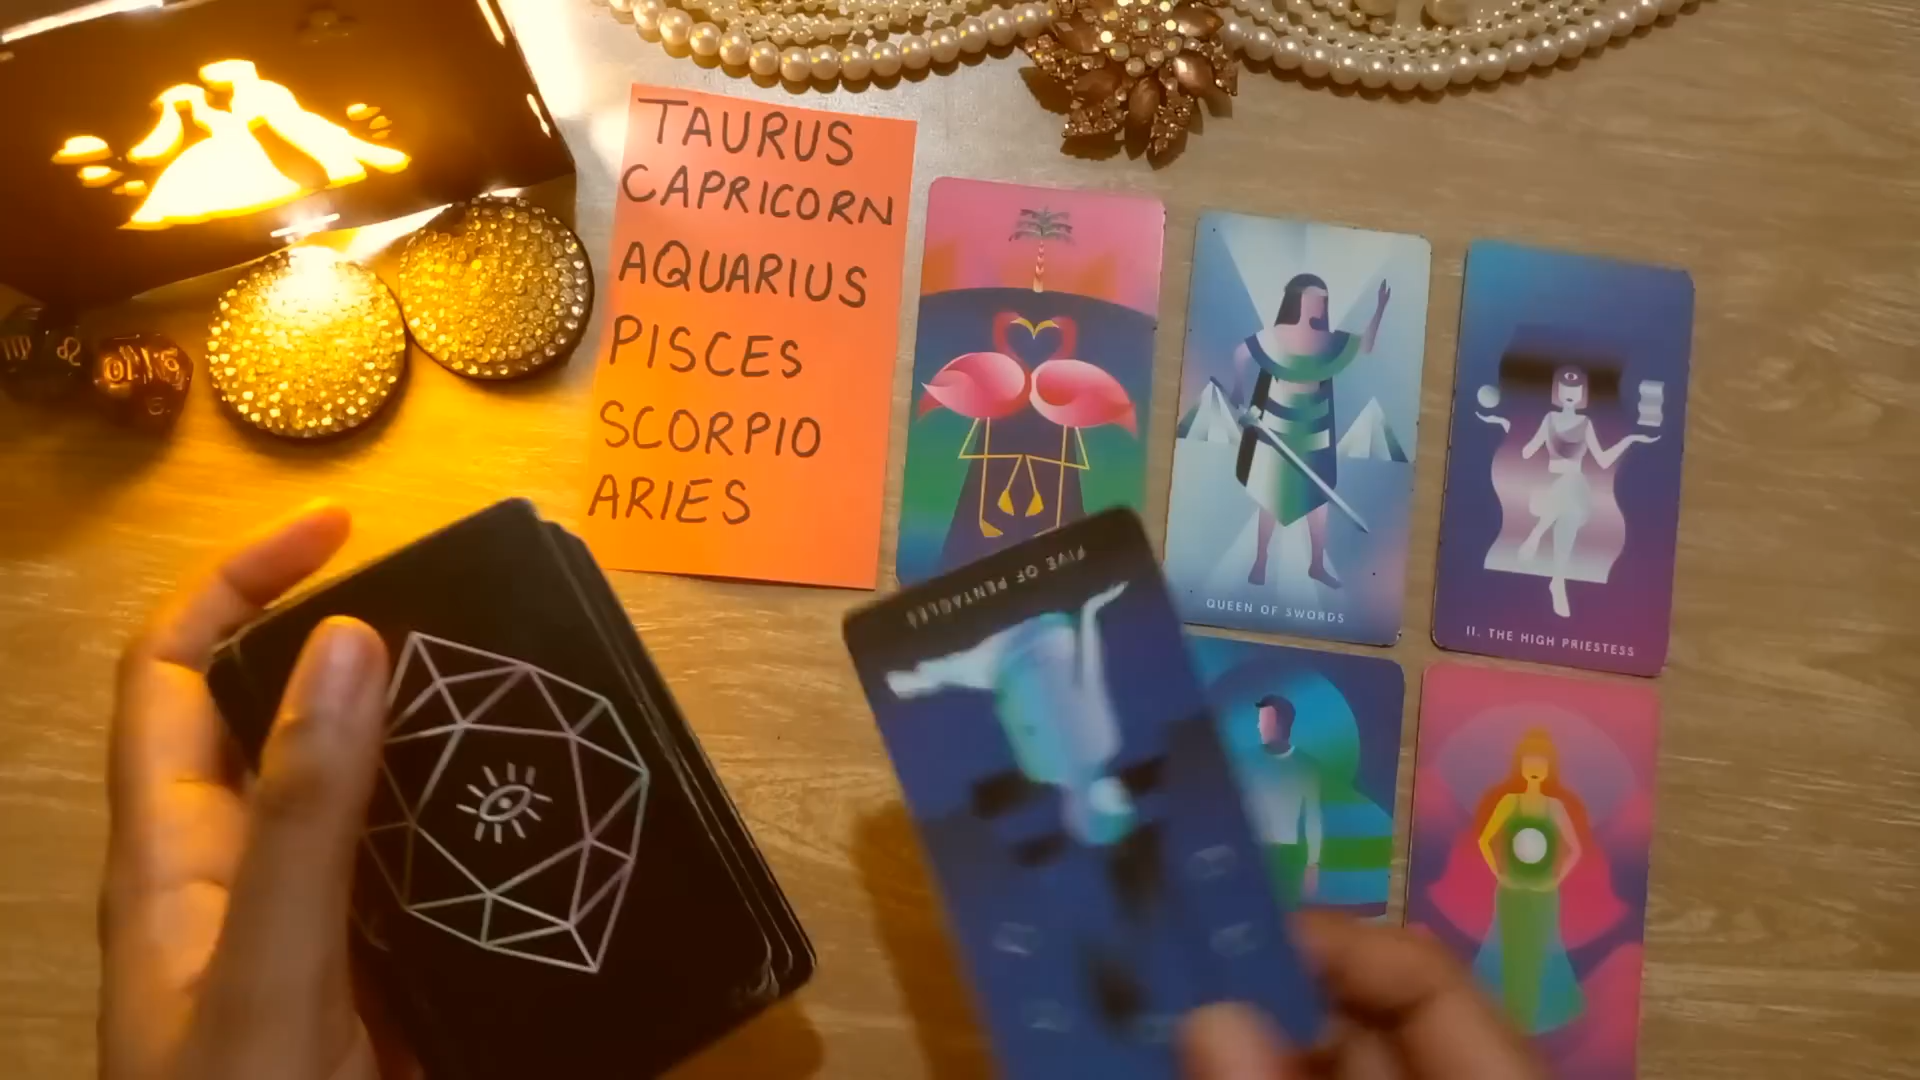 TAURUS
CAPRICORN
AQUARIUS
PISCES
SCORPIO
ARIES
QUEEN OF SWORDS
II. THE HIGH PRIESTESS
FIVE OF PENTACLES